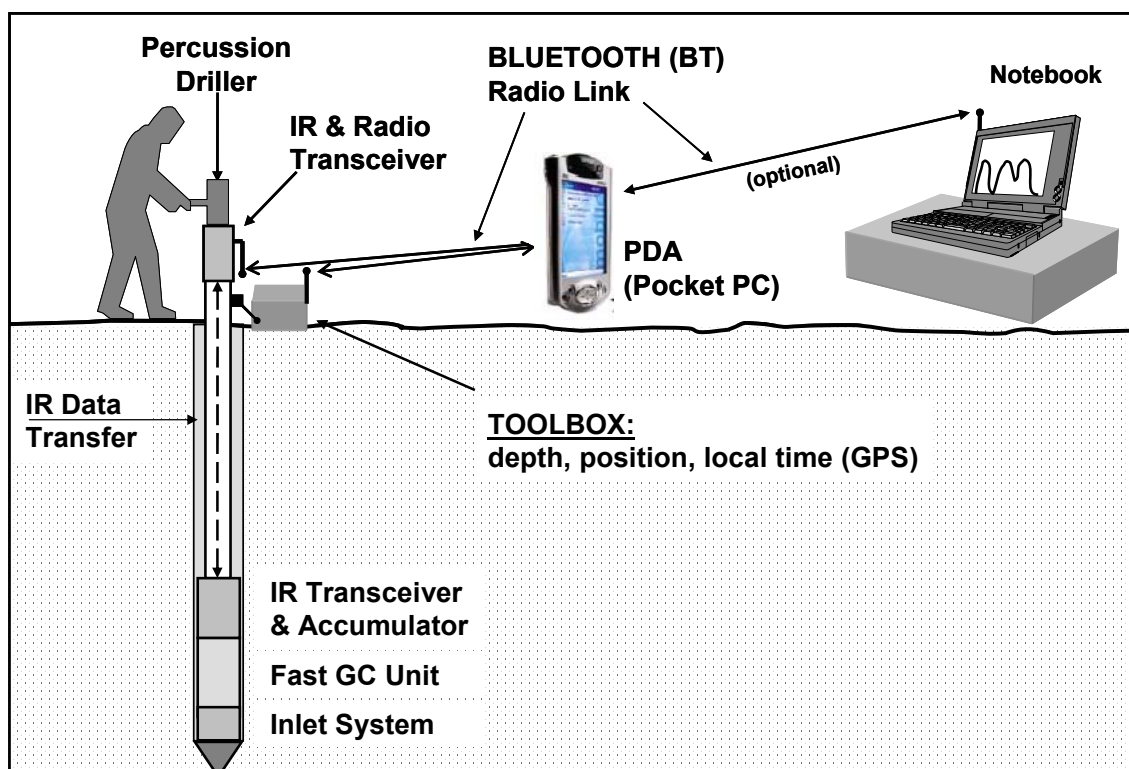 Percussion
Driller
IR & Radio
Transceiver
BLUETOOTH (BT)
Radio Link
Notebook
(optional)
PDA
(Pocket PC)
IR Data
Transfer
TOOLBOX:
depth, position, local time (GPS)
IR Transceiver
& Accumulator
Fast GC Unit
Inlet System